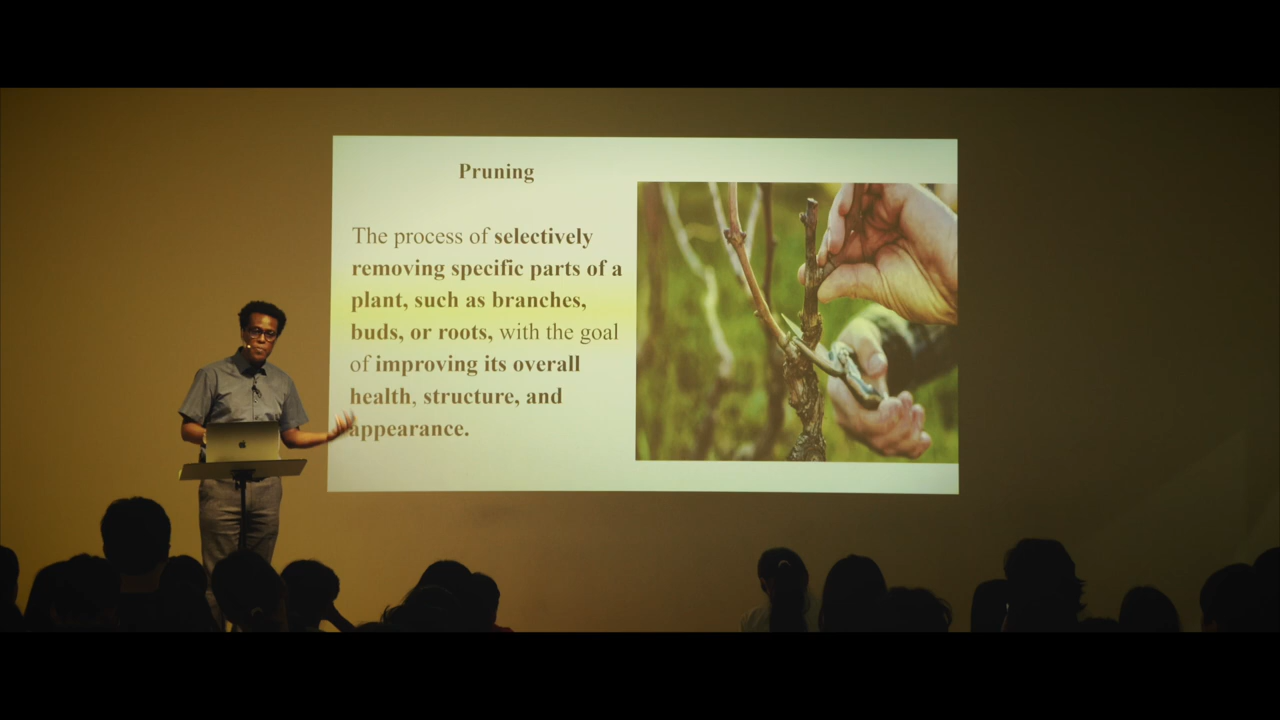 Pruning
The process of selectively
removing specific parts of a
plant, such as branches,
buds, or roots, with the goal
of improving its overall
health, structure, and
appearance.